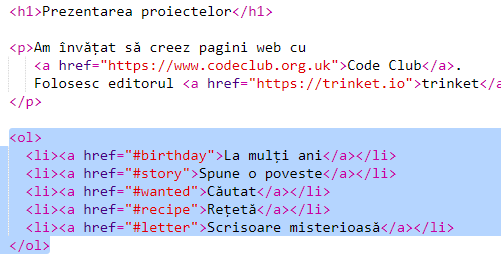 <h1>Prezentarea proiectelor</h1>
<p>Am învățat să creez pagini web cu
<a href="https://www.codeclub.org.uk">Code Club</a>.
Folosesc editorul <a href="https://trinket.io">trinket</a
</p>
<ol>
<li><a href="#birthday">La mulți ani</a></li>
<li><a href="#story">Spune o poveste</a></li>
<li><a href="#wanted">Căutat</a></li>
<li><a href="#recipe">Rețetă</a></li>
<li><a href="#letter">Scrisoare misterioasă</a></li>
</ol>